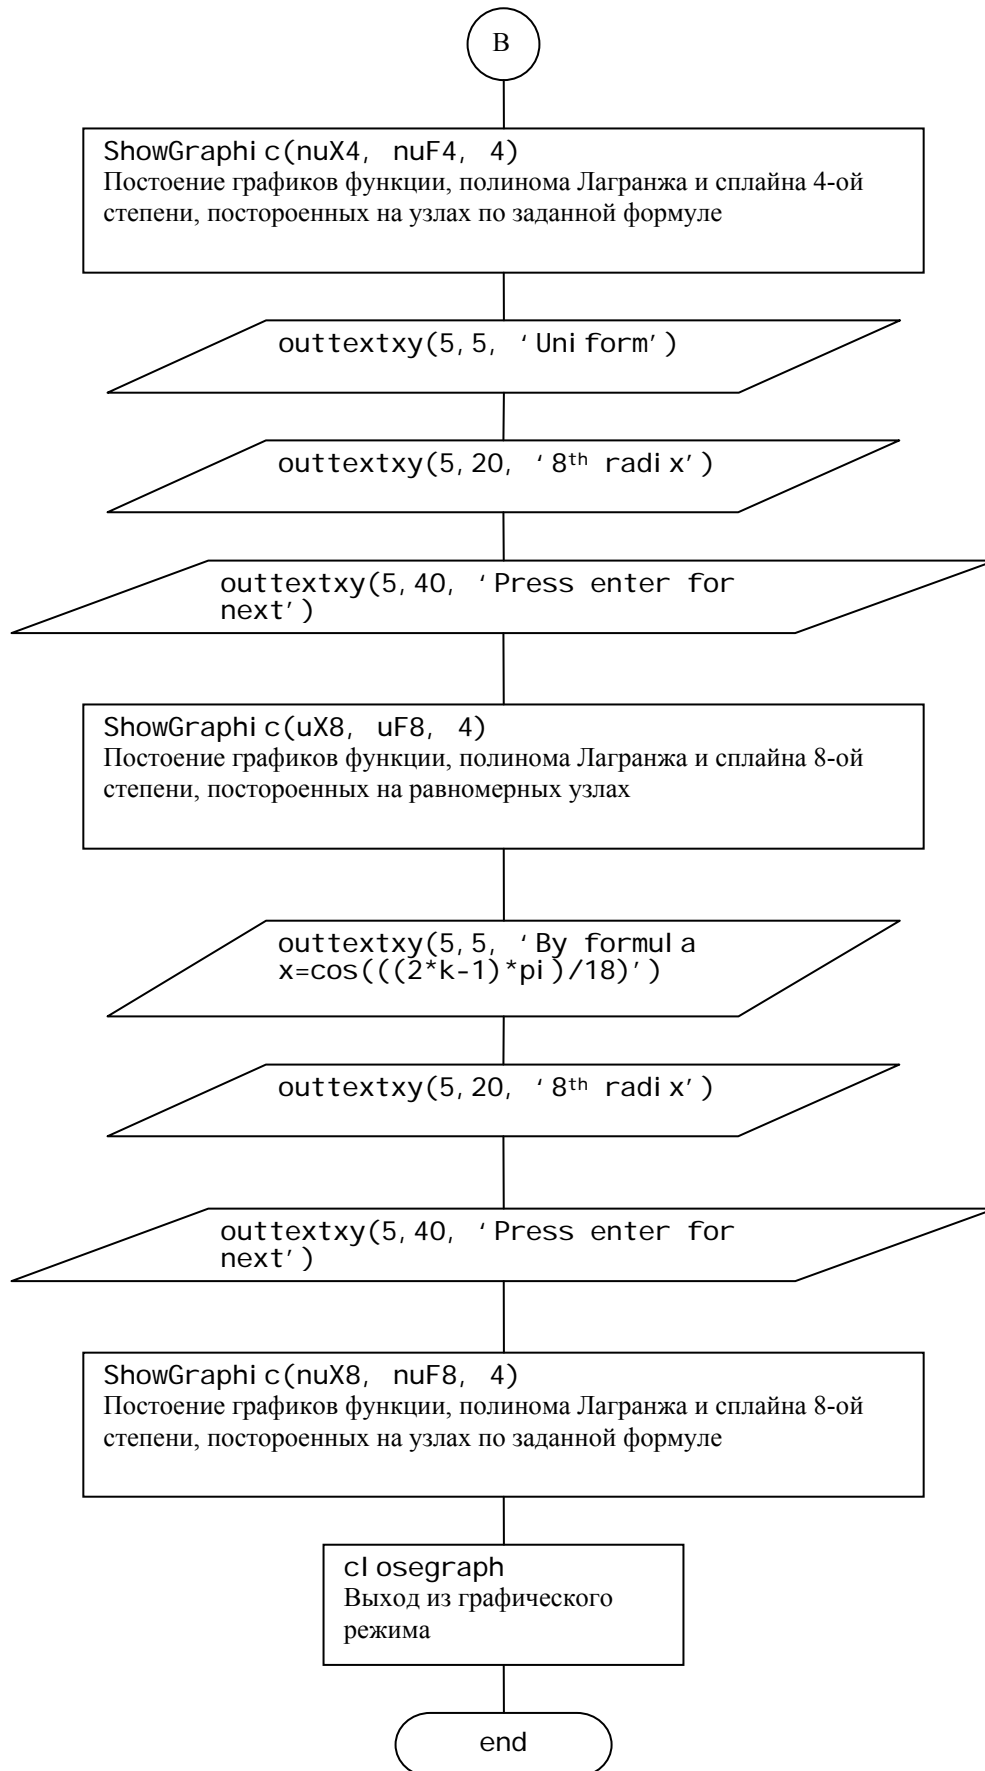 В
ShowGraphic(nuX4, nuF4, 4)
Постоение графиков функции, полинома Лагранжа и сплайна 4-ой
степени, постороенных на узлах по заданной формуле
outtextxy(5,5, ‘Uniform’)
outtextxy(5,20, ‘8th radix’)
outtextxy(5,40, ‘Press enter for
next’)
ShowGraphic(uX8, uF8, 4)
Постоение графиков функции, полинома Лагранжа и сплайна 8-ой
степени, постороенных на равномерных узлах
outtextxy(5,5, ‘By formula
x=cos(((2*k-1)*pi)/18)’)
outtextxy(5,20, ‘8th radix’)
outtextxy(5,40, ‘Press enter for
next’)
ShowGraphic(nuX8, nuF8, 4)
Постоение графиков функции, полинома Лагранжа и сплайна 8-ой
степени, постороенных на узлах по заданной формуле
closegraph
Выход из графического
режима
end